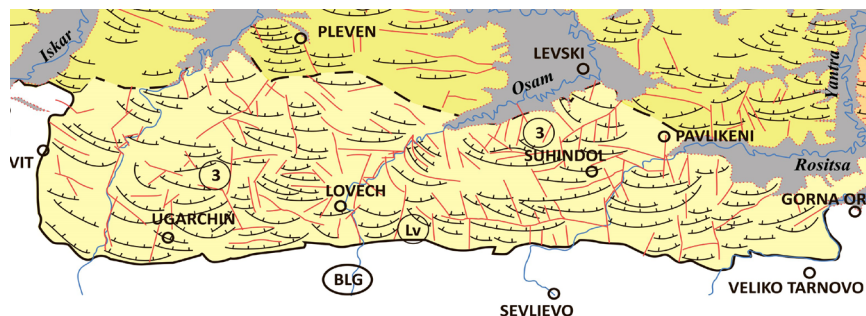 Iskar
PLEVEN
LEVSKI
Osam
Yantra
3
PAVLIKENI
VIT
SUHINDOL
Rositsa
3
LOVECH
GORNA OR
UGARCHIN
Lv
BLG
VELIKO TARNOVO
SEVLIEVO